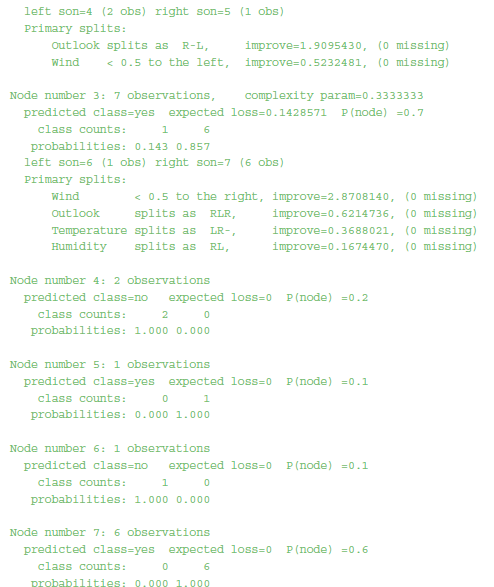 left son=4 (2 obs) right son=5 (1 obs)
Primary splits:
Outlook splits as R-L, improve=1.9095430, (0 missing)
Wind < 0.5 to the left, improve=0.5232481, (0 missing)
Node number 3: 7 observations, complexity param=0.3333333
predicted class=yes expected loss=0.1428571 P(node) =0.7
class counts: 1 6
probabilities: 0.143 0.857
left son=6 (1 obs) right son=7 (6 obs)
Primary splits:
Wind < 0.5 to the right, improve=2.8708140, (0 missing)
Outlook splits as RLR, improve=0.6214736, (0 missing)
Temperature splits as LR-, improve=0.3688021, (0 missing)
Humidity splits as RL, improve=0.1674470, (0 missing)
Node number 4: 2 observations
predicted class=no expected loss=0 P(node) =0.2
class counts: 2 0
probabilities: 1.000 0.000
Node number 5: 1 observations
predicted class=yes expected loss=0 P(node) =0.1
class counts: 0 1
probabilities: 0.000 1.000
Node number 6: 1 observations
predicted class=no expected loss=0 P(node) =0.1
class counts: 1 0
probabilities: 1.000 0.000
Node number 7: 6 observations
predicted class=yes expected loss=0 P(node) =0.6
class counts: 0 6
probabilities: 0.000 1.000